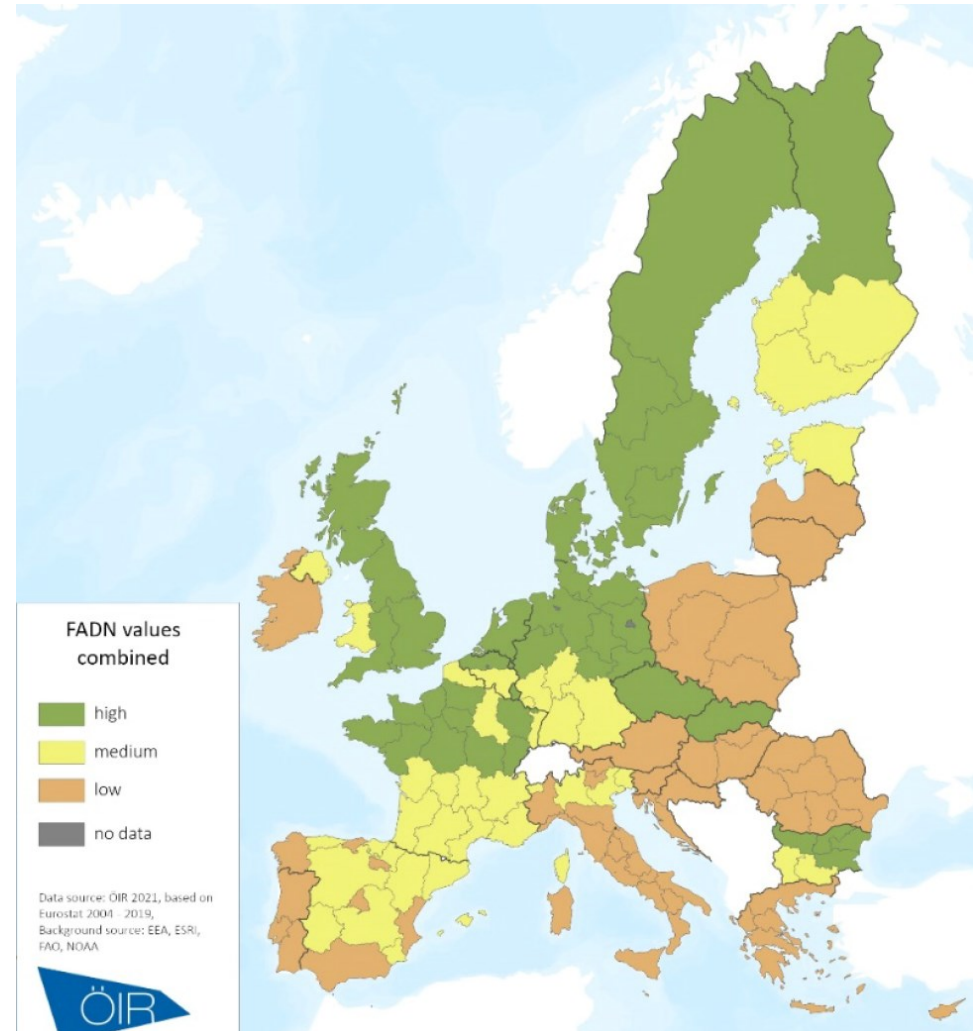 FADN values
combined
high
medium
low
no data
Data source: ÖIR 2021, based on
Eurostat 2004 - 2019,
Background source: EEA, ESRI,
FAO, NOAA
ÖIR